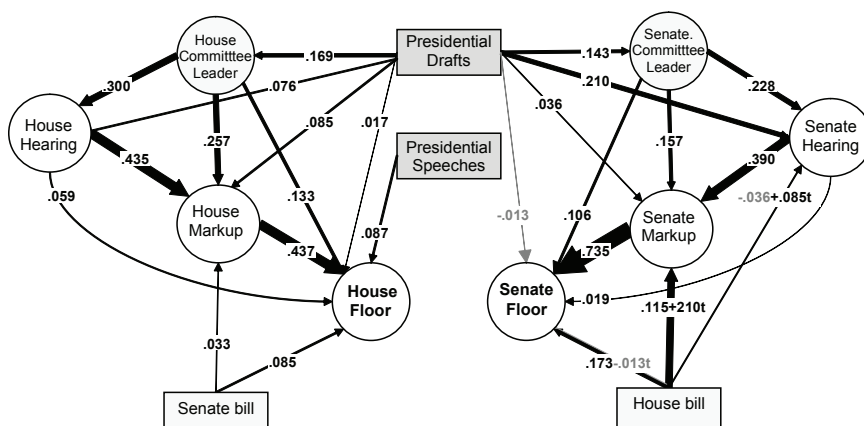 House
Committtee
Leader
.169
Presidential
Drafts
.143
Senate.
Committtee
Leader
.300
.076
.210
.228
House
Hearing
.257
.085
.017
.036
.157
Senate
Hearing
.435
Presidential
Speeches
.390
.059
.133
-.036+.085t
House
Markup
.087
-.013
.106
Senate
Markup
.437
.735
House
Floor
Senate
Floor
.019
.115+210t
.033
.085
.173-.013t
Senate bill
House bill